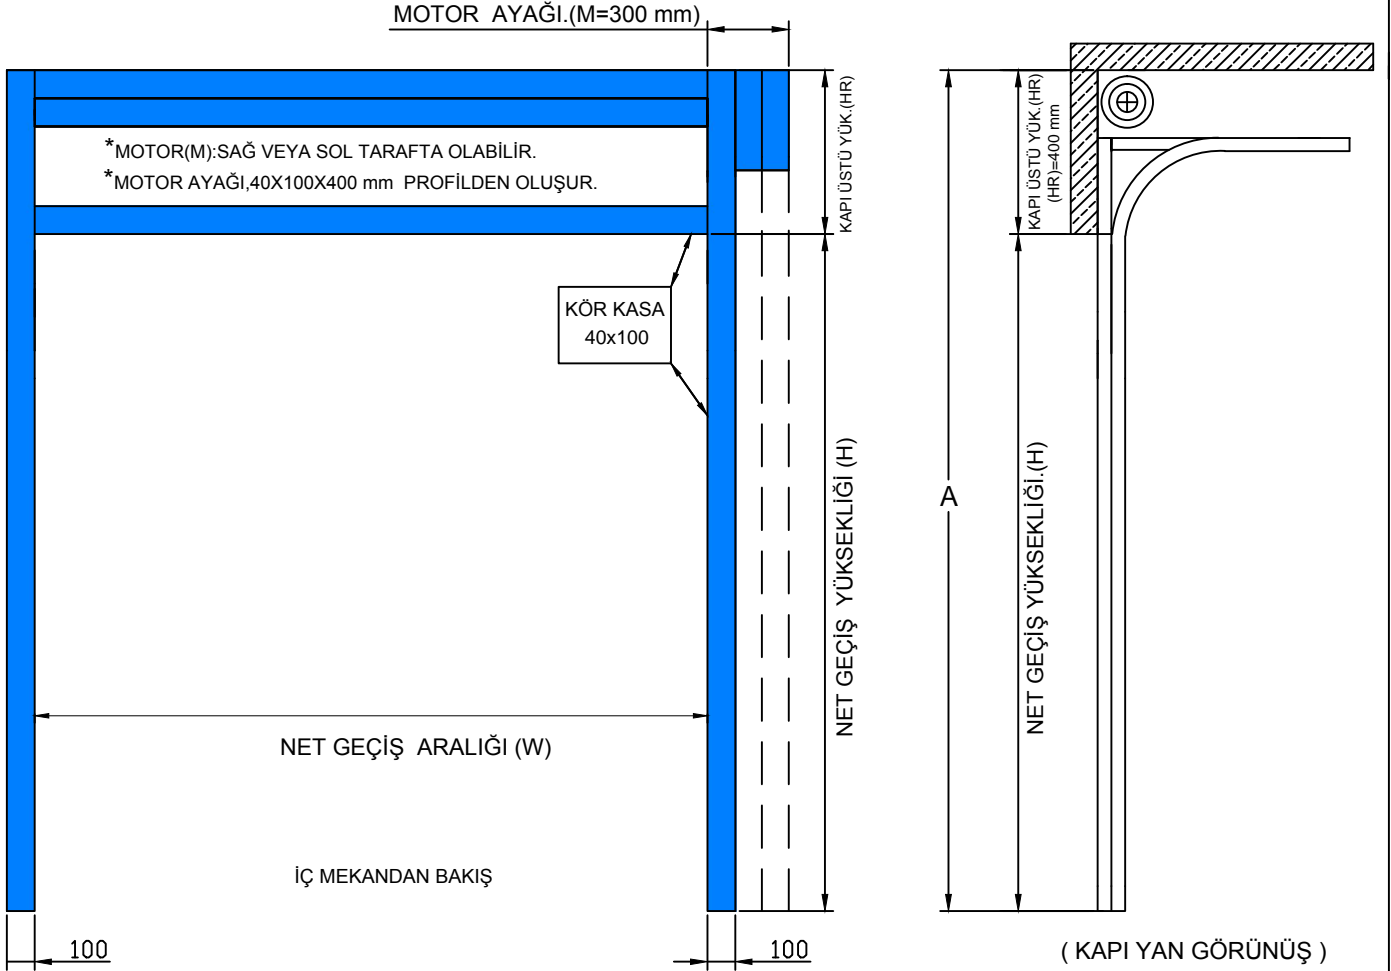 MOTOR AYAĞI.(M=300 mm)
*MOTOR(M):SAĞ VEYA SOL TARAFTA OLABİLİR.
*MOTOR AYAĞI,40X100X400 mm PROFİLDEN OLUŞUR.
KAPI ÜSTÜ YÜK.(HR)
KÖR KASA
40x100
NET GEÇİŞ YÜKSEKLİĞİ (H)
NET GEÇİŞ ARALIĞI (W)
İÇ MEKANDAN BAKIŞ
100
100
KAPI ÜSTÜ YÜK.(HR)
(HR)=400 mm
A
NET GEÇİŞ YÜKSEKLİĞİ.(H)
( KAPI YAN GÖRÜNÜŞ )